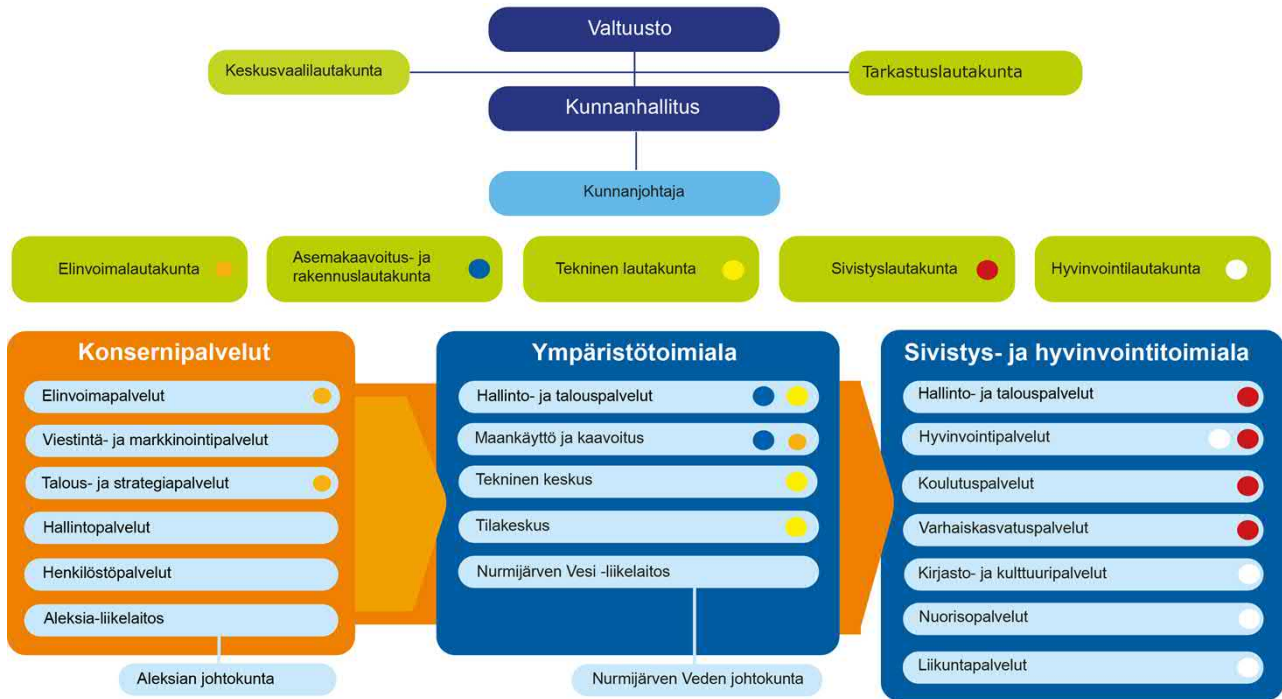 Valtuusto
Keskusvaalilautakunta
Tarkastuslautakunta
Kunnanhallitus
Kunnanjohtaja
Elinvoimalautakunta
Asemakaavoitus- ja
rakennuslautakunta
Tekninen lautakunta
Sivistyslautakunta
Hyvinvointilautakunta
Konsernipalvelut
Elinvoimapalvelut
Viestintä- ja markkinointipalvelut
Talous- ja strategiapalvelut
Hallintopalvelut
Henkilöstöpalvelut
Aleksia-liikelaitos
Aleksian johtokunta
Ympäristötoimiala
Hallinto- ja talouspalvelut
Maankäyttö ja kaavoitus
Tekninen keskus
Tilakeskus
Nurmijärven Vesi -liikelaitos
Nurmijärven Veden johtokunta
Sivistys- ja hyvinvointitoimiala
Hallinto- ja talouspalvelut
Hyvinvointipalvelut
Koulutuspalvelut
Varhaiskasvatuspalvelut
Kirjasto- ja kulttuuripalvelut
Nuorisopalvelut
Liikuntapalvelut